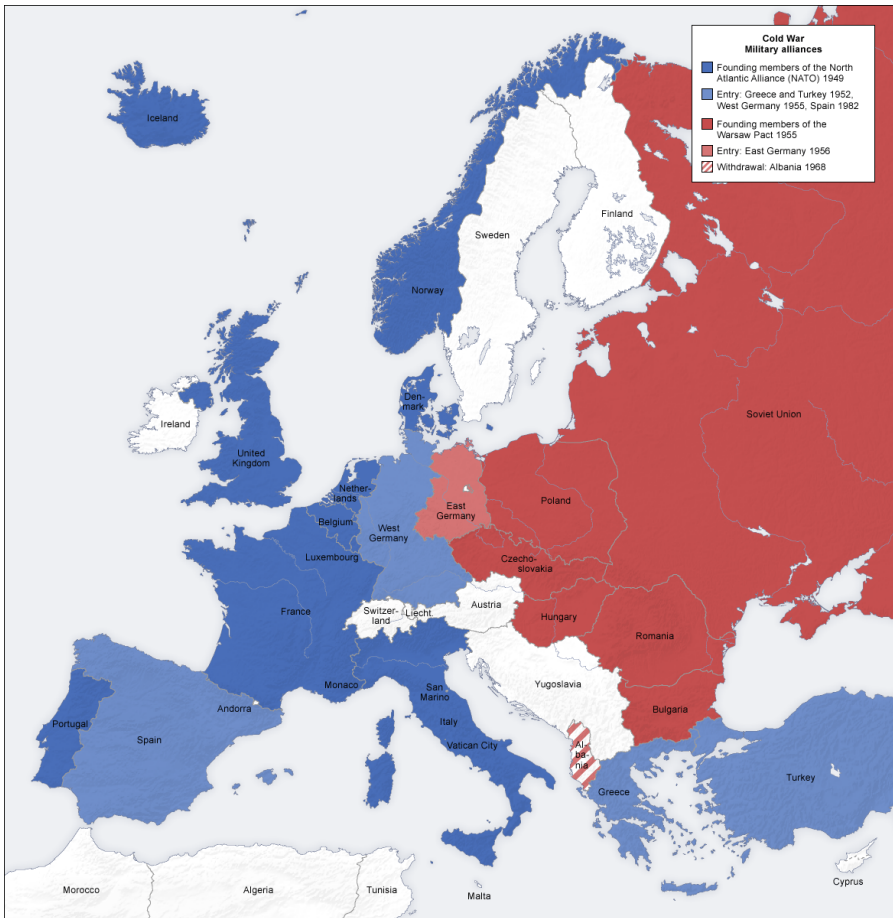 Cold War
Military alliances
Founding members of the North
Atlantic Alliance (NATO) 1949
Entry: Greece and Turkey 1952,
West Germany 1955, Spain 1982
Founding members of the
Warsaw Pact 1955
Entry: East Germany 1956
Withdrawal: Albania 1968
Iceland
Finland
Sweden
Norway
Den-
mark
Soviet Union
Ireland
United
Kingdom
Nether-
lands
Belgium
West
Germany
East
Germany
Poland
Luxembourg
Czecho-
slovakia
France
Switzer-
land
Liecht.
Austria
Hungary
Romania
Monaco
San
Marino
Yugoslavia
Andorra
Bulgaria
Portugal
Spain
Italy
Vatican City
Al-
ba-
nia
Greece
Turkey
Morocco
Algeria
Tunisia
Malta
Cyprus